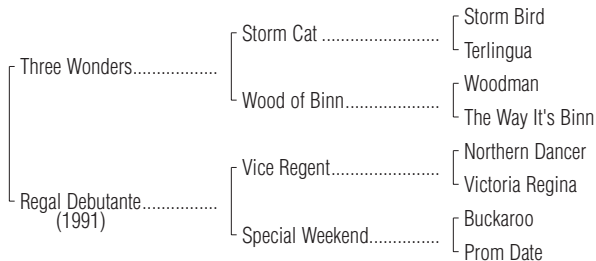 Storm Bird
Storm Cat ........................
Terlingua
Three Wonders.................
Woodman
Wood of Binn...................
The Way It's Binn
Northern Dancer
Vice Regent......................
Victoria Regina
Regal Debutante...............
(1991)
Buckaroo
Special Weekend..............
Prom Date